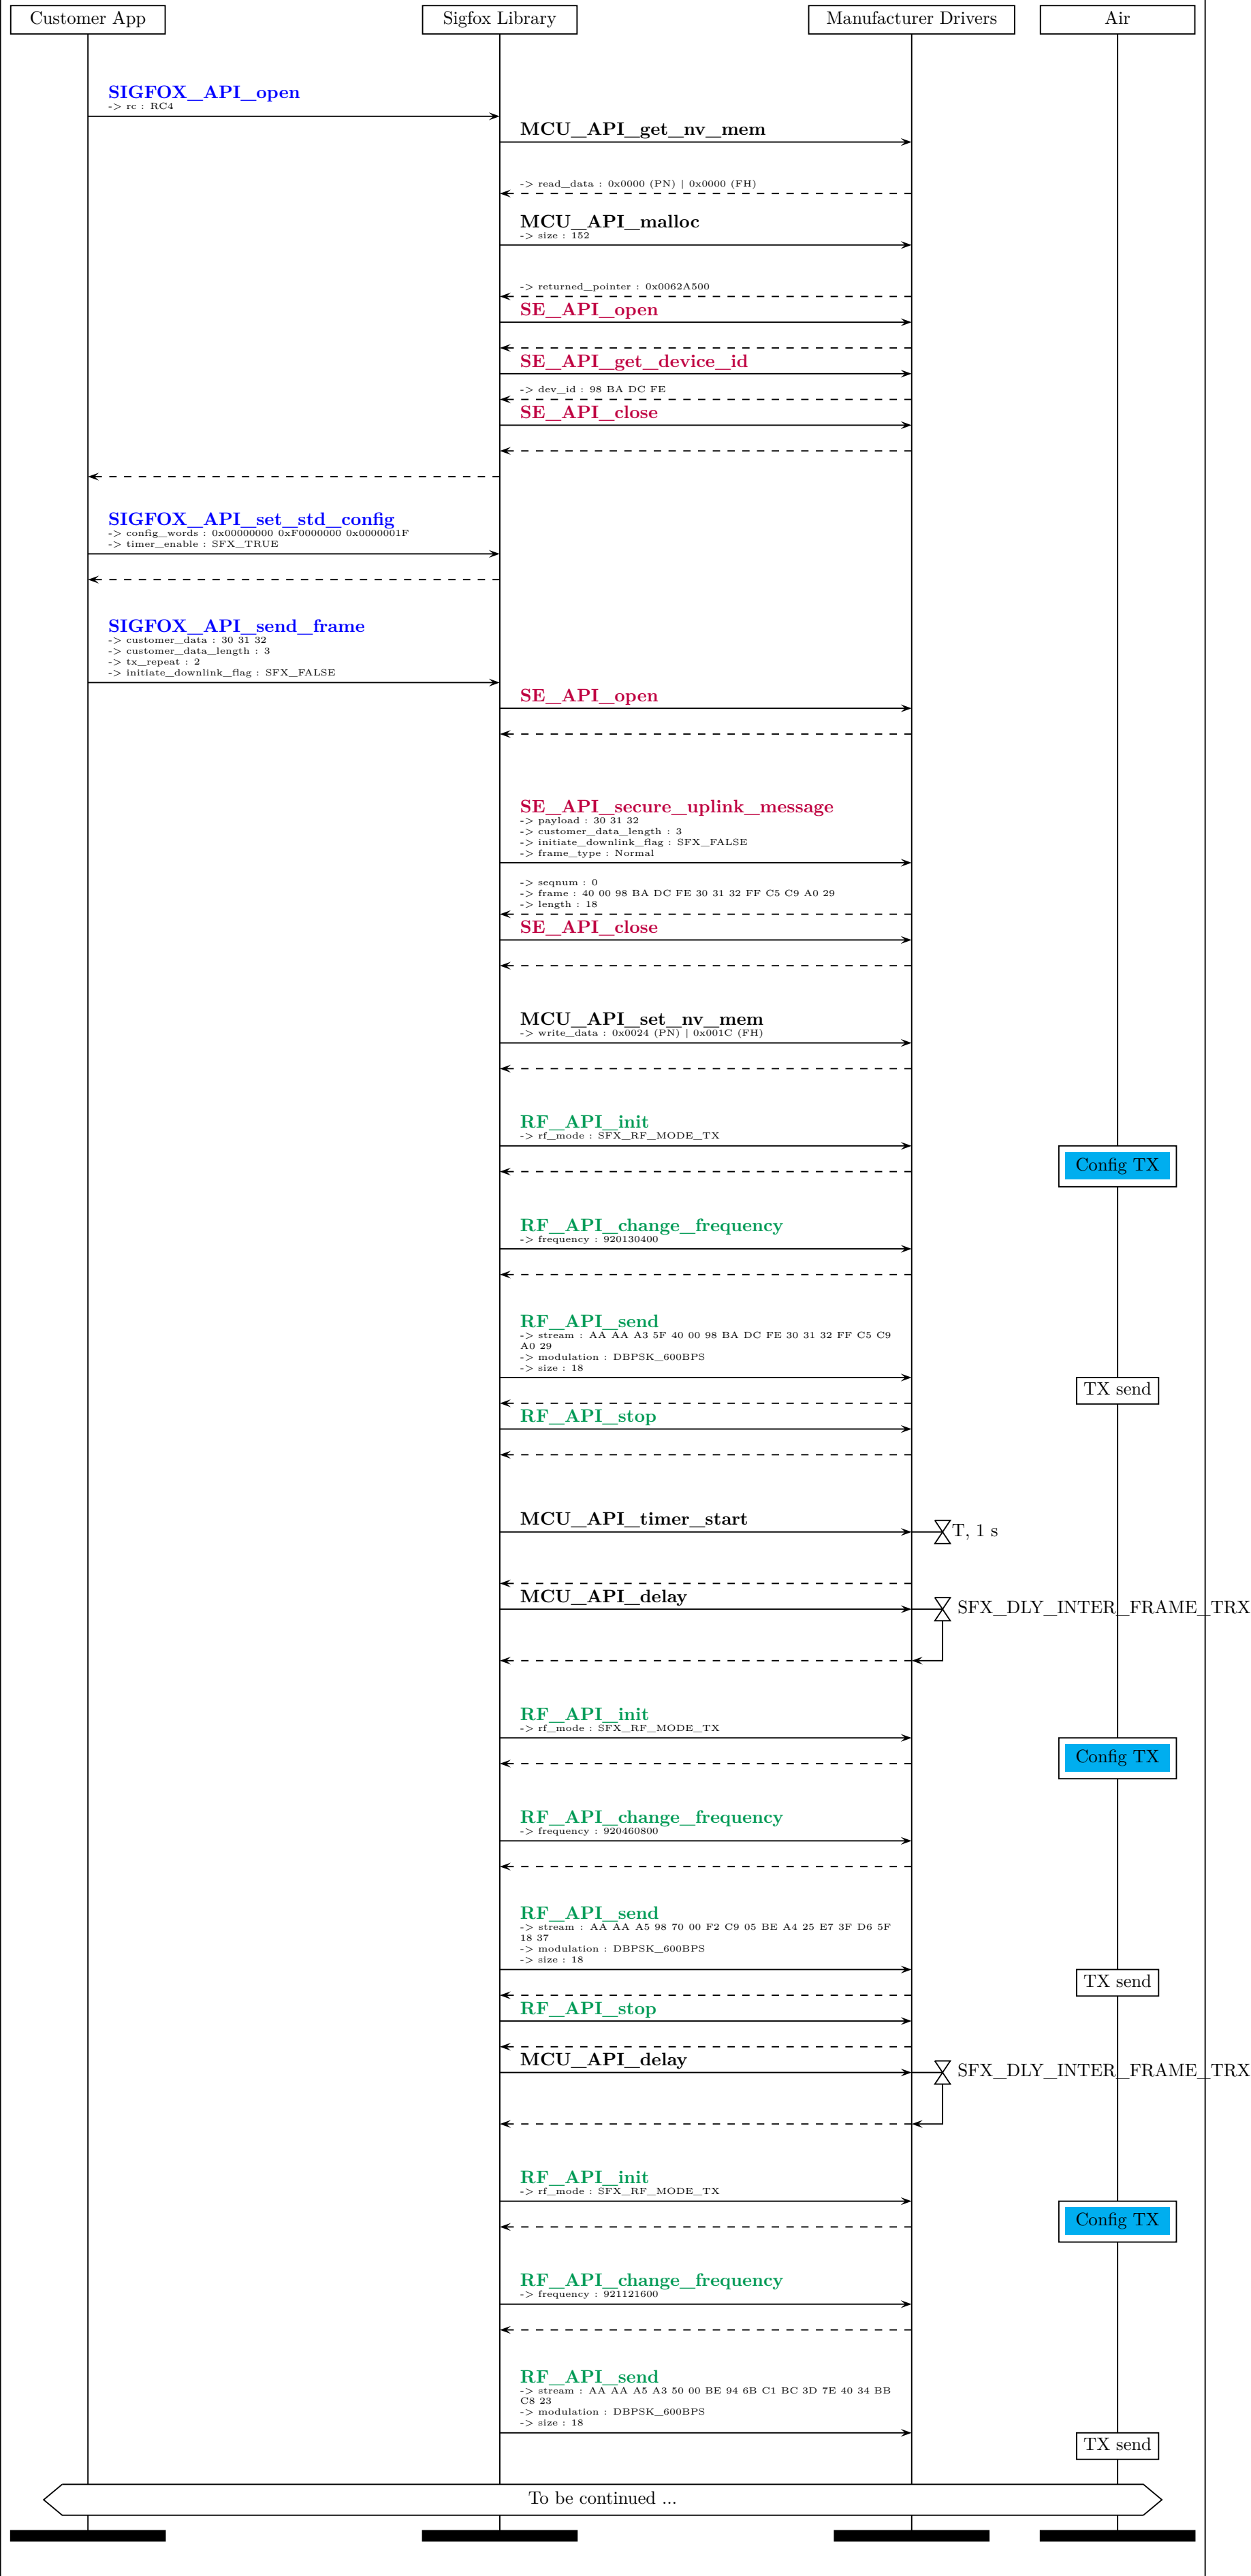 Customer App
Sigfox Library
Manufacturer Drivers
Air
SIGFOX_API_open
-> rc : RC4
MCU_API_get_nv_mem
-> read_data : 0x0000 (PN) | 0x0000 (FH)
MCU_API_malloc
-> size : 152
-> returned_pointer : 0x0062A500
SE_API_open
SE_API_get_device_id
-> dev_id : 98 BA DC FE
SE_API_close
SIGFOX_API_set_std_config
-> config_words : 0x00000000 0xF0000000 0x0000001F
-> timer_enable : SFX_TRUE
SIGFOX_API_send_frame
-> customer_data : 30 31 32
-> customer_data_length : 3
-> tx_repeat : 2
-> initiate_downlink_flag : SFX_FALSE
SE_API_open
SE_API_secure_uplink_message
-> payload : 30 31 32
-> customer_data_length : 3
-> initiate_downlink_flag : SFX_FALSE
-> frame_type : Normal
-> seqnum : 0
-> frame : 40 00 98 BA DC FE 30 31 32 FF C5 C9 A0 29
-> length : 18
SE_API_close
MCU_API_set_nv_mem
-> write_data : 0x0024 (PN) | 0x001C (FH)
RF_API_init
-> rf_mode : SFX_RF_MODE_TX
Config TX
RF_API_change_frequency
-> frequency : 920130400
RF_API_send
-> stream : AA AA A3 5F 40 00 98 BA DC FE 30 31 32 FF C5 C9
A0 29
-> modulation : DBPSK_600BPS
-> size : 18
TX send
RF_API_stop
MCU_API_timer_start
T, 1 s
MCU_API_delay
SFX_DLY_INTER_FRAME_TRX
RF_API_init
-> rf_mode : SFX_RF_MODE_TX
Config TX
RF_API_change_frequency
-> frequency : 920460800
RF_API_send
-> stream : AA AA A5 98 70 00 F2 C9 05 BE A4 25 E7 3F D6 5F
18 37
-> modulation : DBPSK_600BPS
-> size : 18
TX send
RF_API_stop
MCU_API_delay
SFX_DLY_INTER_FRAME_TRX
RF_API_init
-> rf_mode : SFX_RF_MODE_TX
Config TX
RF_API_change_frequency
-> frequency : 921121600
RF_API_send
-> stream : AA AA A5 A3 50 00 BE 94 6B C1 BC 3D 7E 40 34 BB
C8 23
-> modulation : DBPSK_600BPS
-> size : 18
TX send
To be continued ...